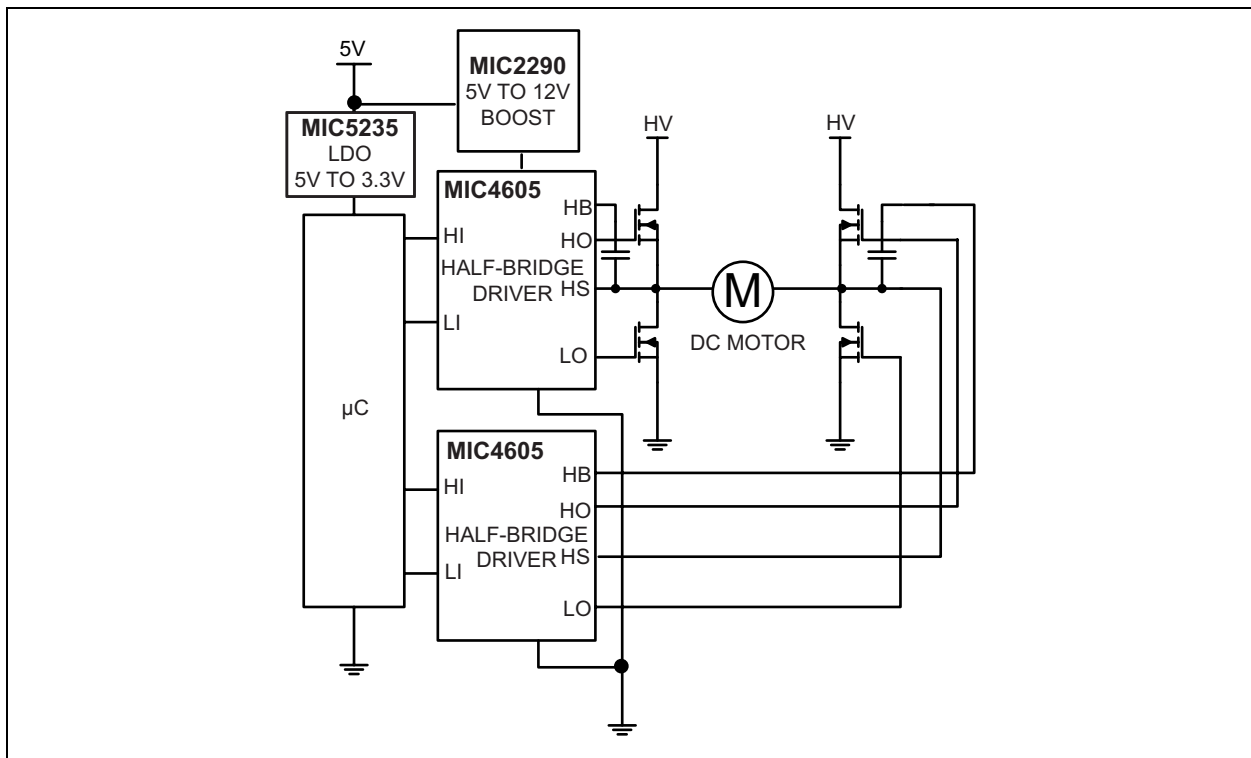 5V
MIC2290
5V TO 12V
BOOST
MIC5235
LDO
5V TO 3.3V
HV
HV
MIC4605
HB
HI
HO
HALF-BRIDGE
DRIVER
HS
LI
LO
M
DC MOTOR
µC
MIC4605
HB
HI
HO
HALF-BRIDGE
DRIVER
HS
LI
LO